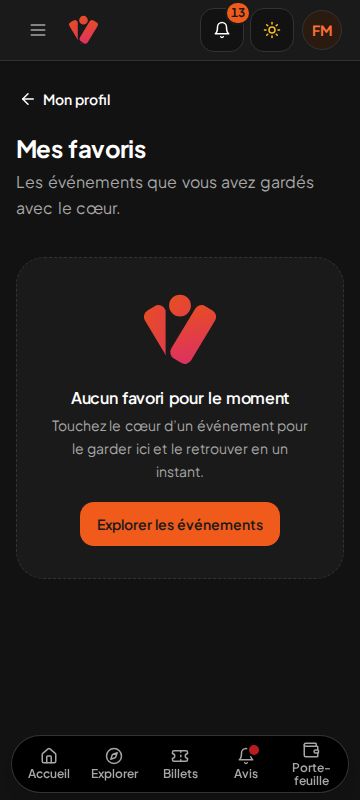 13
FM
Mon profil
Mes favoris
Les événements que vous avez gardés
avec le cœur.
Aucun favori pour le moment
Touchez le cœur d'un événement pour
le garder ici et le retrouver en un
instant.
Explorer les événements
Accueil
Explorer
Billets
Avis
Porte-
feuille